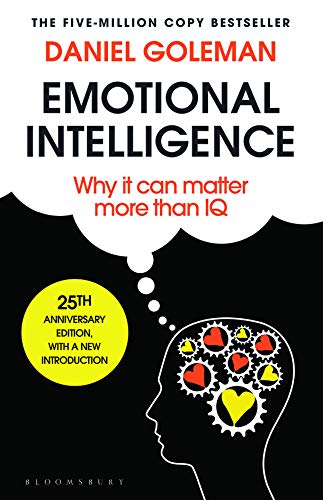 THE FIVE-MILLION COPY BESTSELLER
DANIEL GOLEMAN
EMOTIONAL
INTELLIGENCE
Why it can matter
more than IQ
25TH
ANNIVERSARY
EDITION,
WITH A NEW
INTRODUCTION
BLOOMSBURY